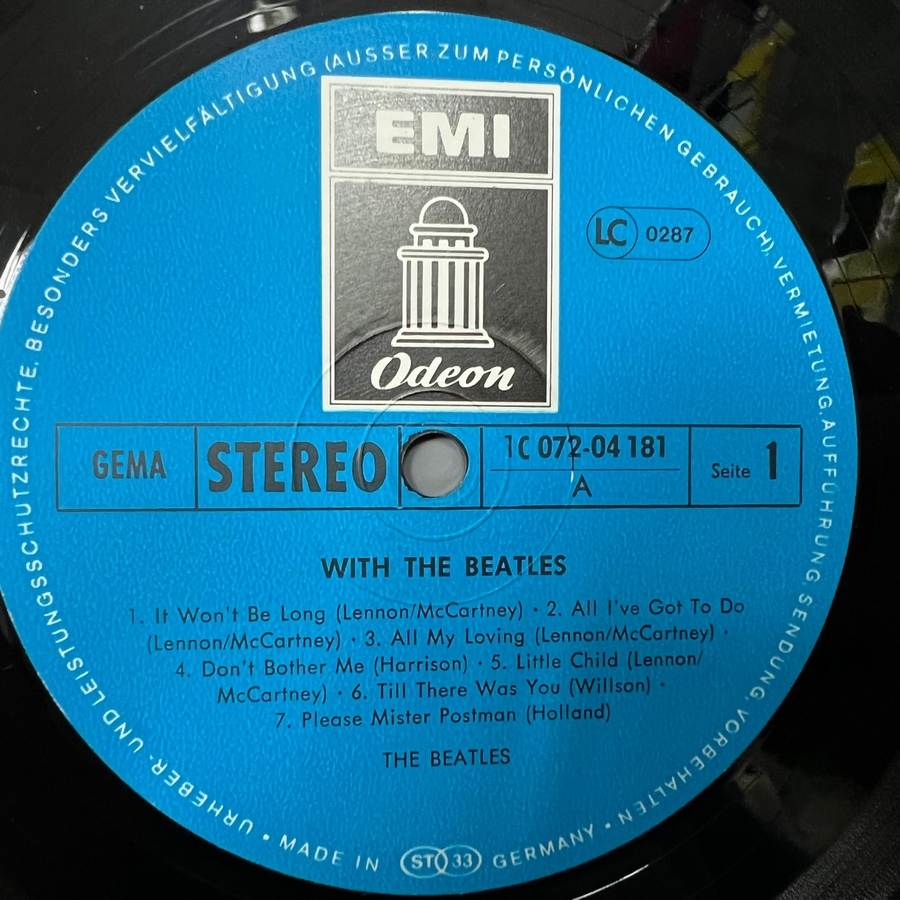 URHEBER- UND LEISTUNGSSCHUTZRECHTE, BESONDERS VERVIELFÄLTIGUNG (AUSSER ZUM PERSÖNLICHEN GEBRAUCH), VERMIETUNG, AUFFÜHRUNG, SENDUNG, VORBEHALTEN •
EMI
LC 0287
Odeon
GEMA
STEREO
1C 072-04 181
A
Seite 1
WITH THE BEATLES
1. It Won't Be Long (Lennon/McCartney) · 2. All I've Got To Do
(Lennon/McCartney) · 3. All My Loving (Lennon/McCartney) ·
4. Don't Bother Me (Harrison) · 5. Little Child (Lennon/
McCartney) · 6. Till There Was You (Willson) ·
7. Please Mister Postman (Holland)
THE BEATLES
• MADE IN ST 33 GERMANY •